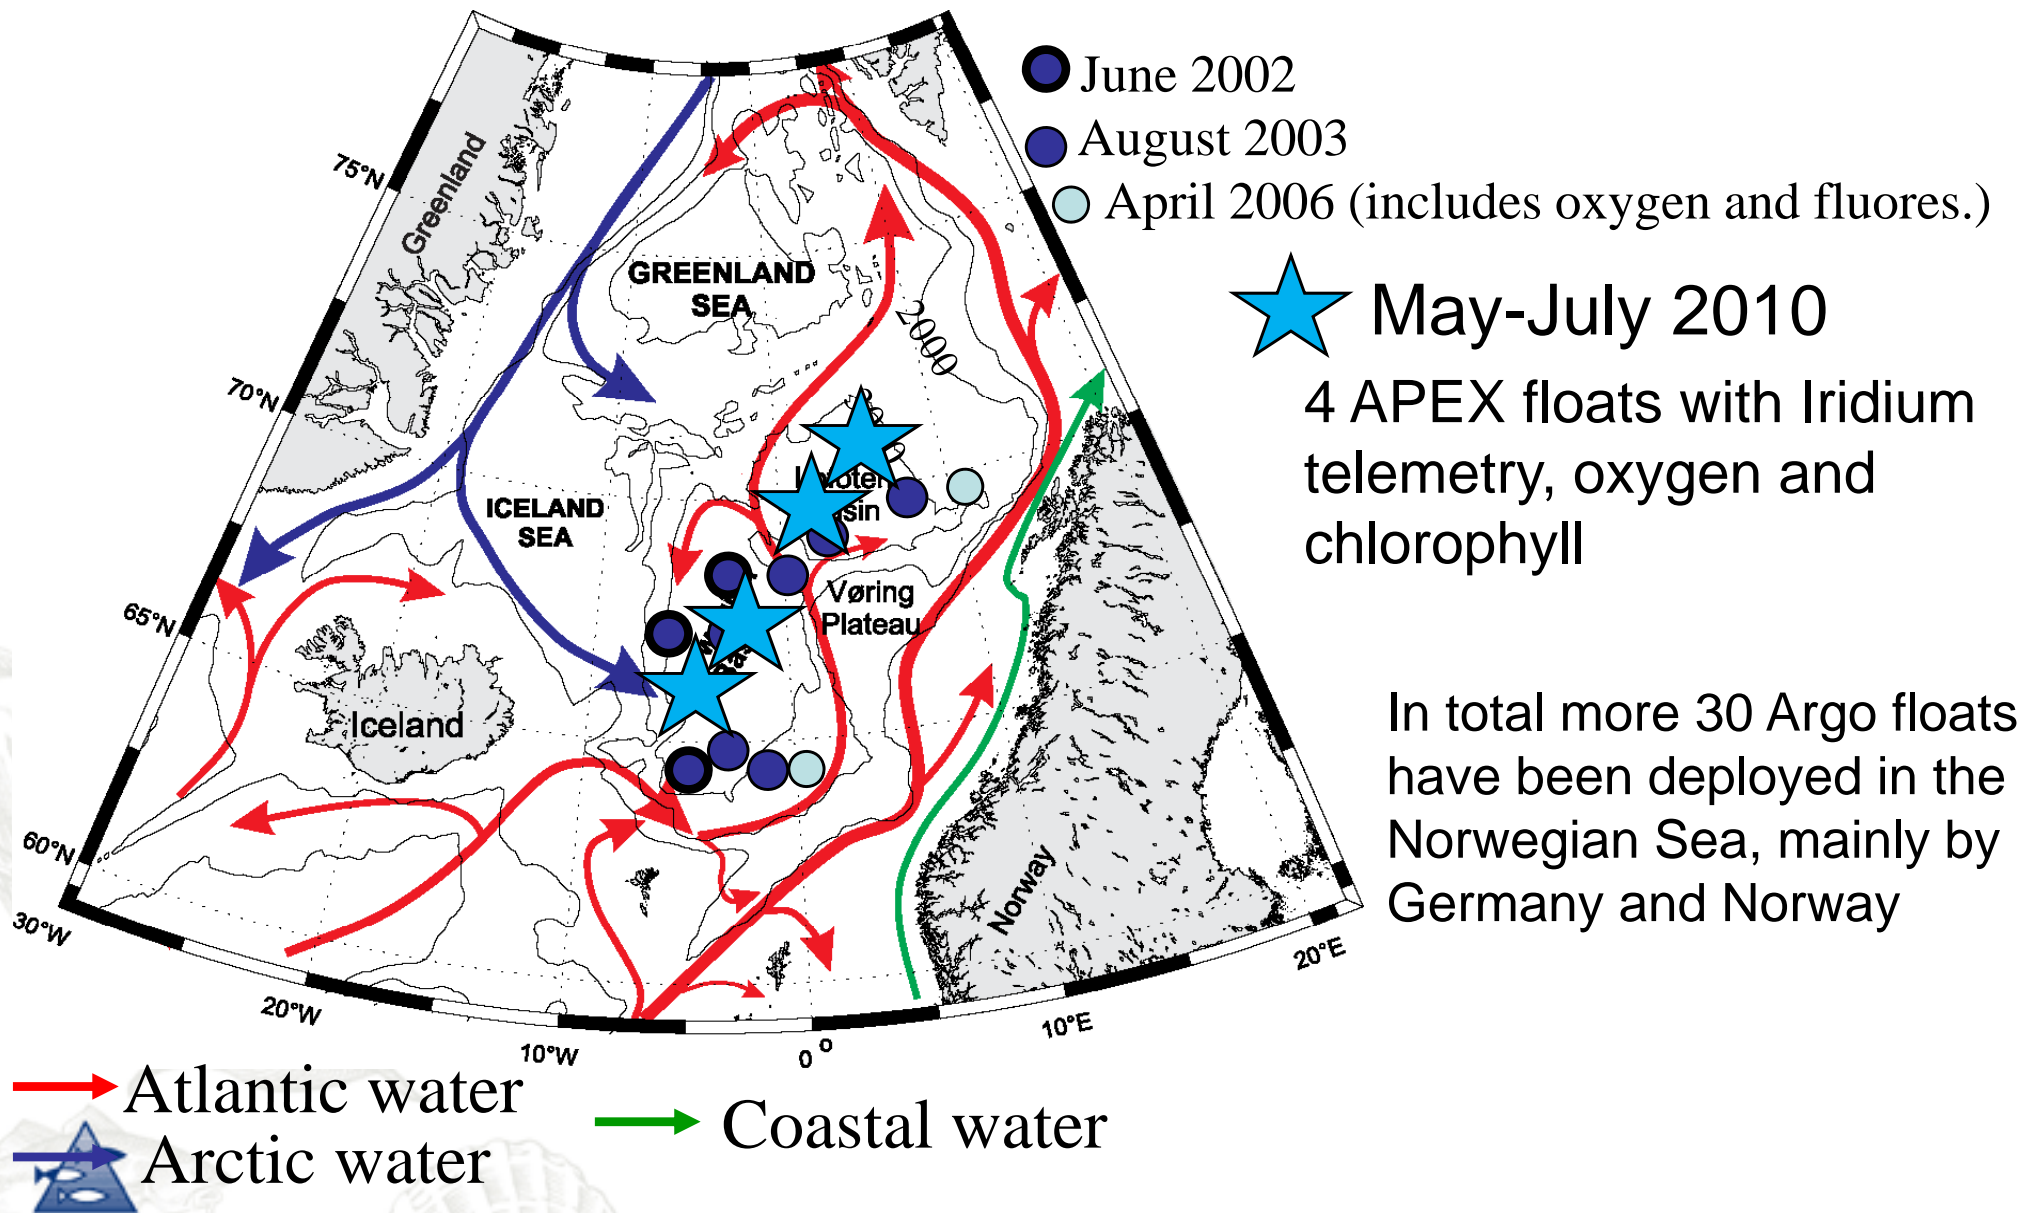 June 2002
August 2003
April 2006 (includes oxygen and fluores.)
May-July 2010
4 APEX floats with Iridium
telemetry, oxygen and
chlorophyll
In total more 30 Argo floats
have been deployed in the
Norwegian Sea, mainly by
Germany and Norway
75°N
70°N
65°N
60°N
30°W
20°W
10°W
0°
10°E
20°E
Greenland
GREENLAND
SEA
2000
ICELAND
SEA
Vøring
Plateau
Iceland
Norway
Atlantic water
Arctic water
Coastal water